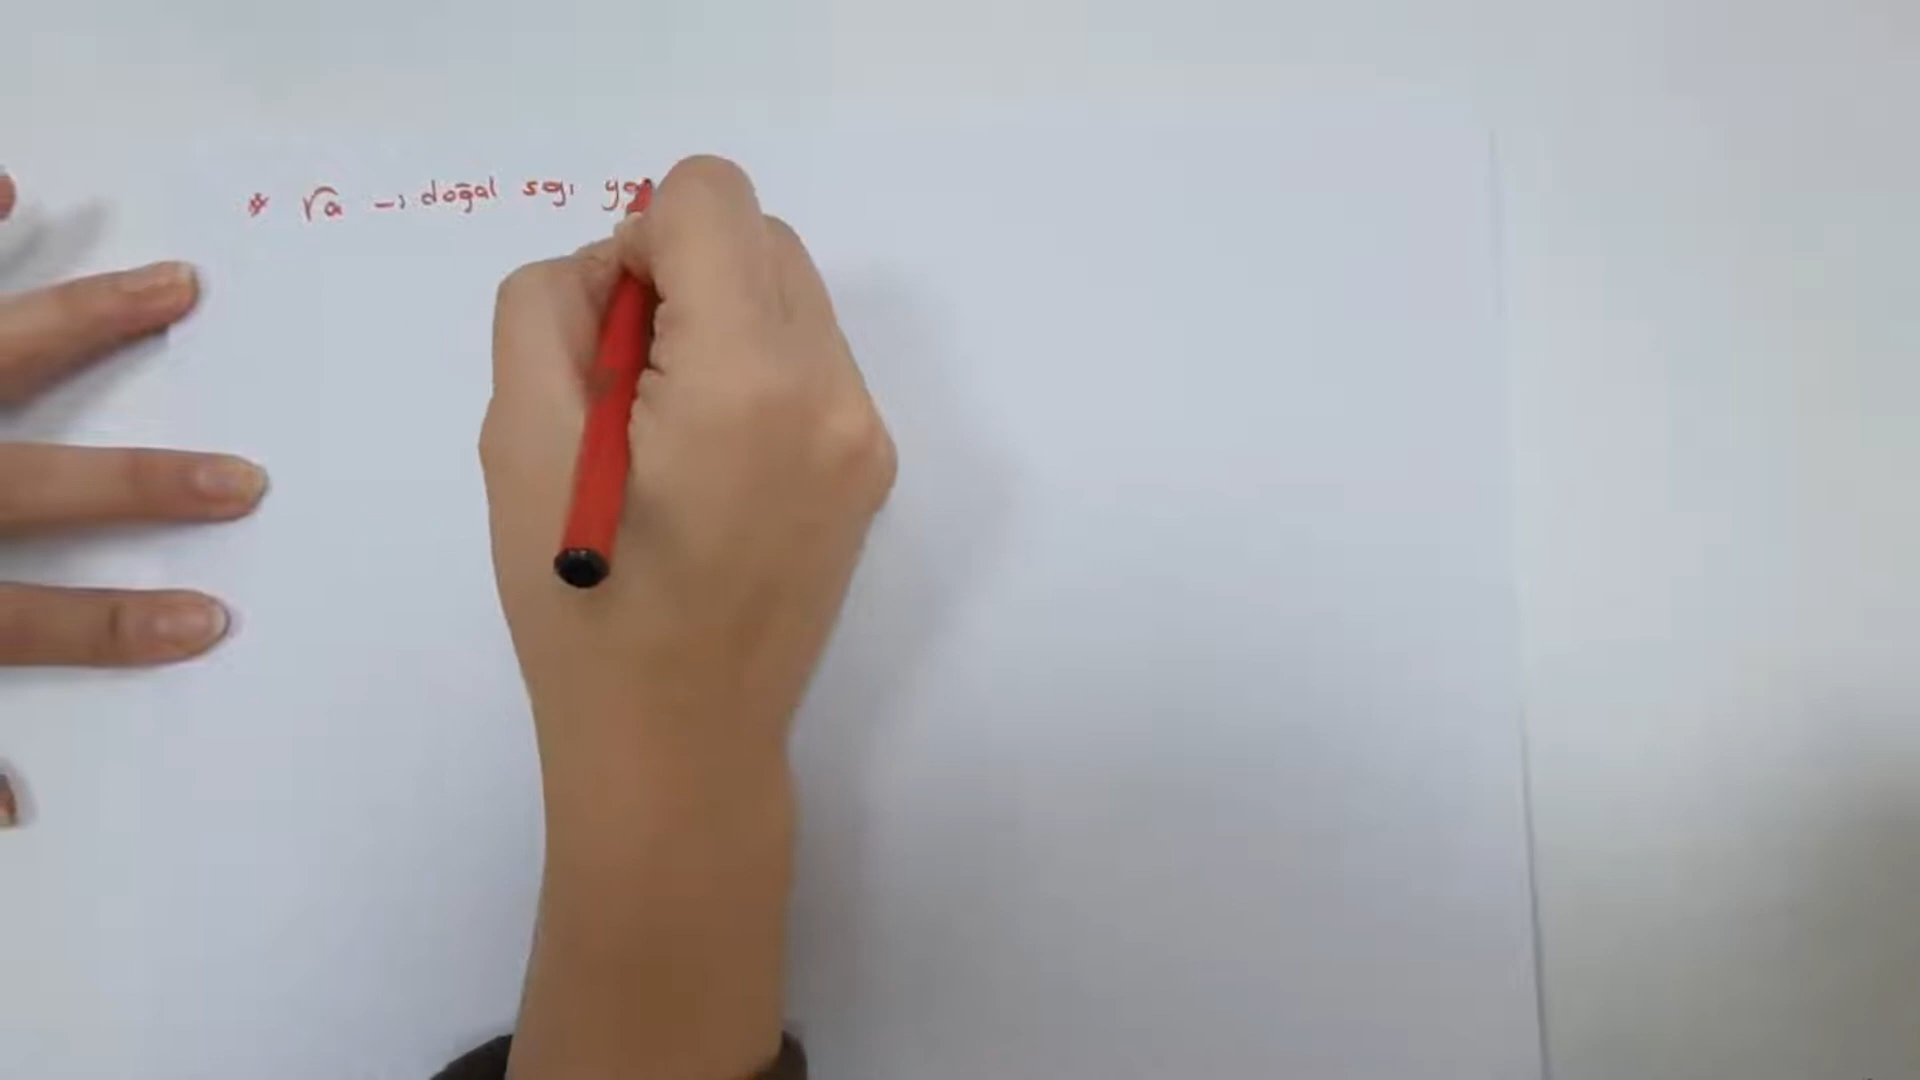 * √a → doğal sayı